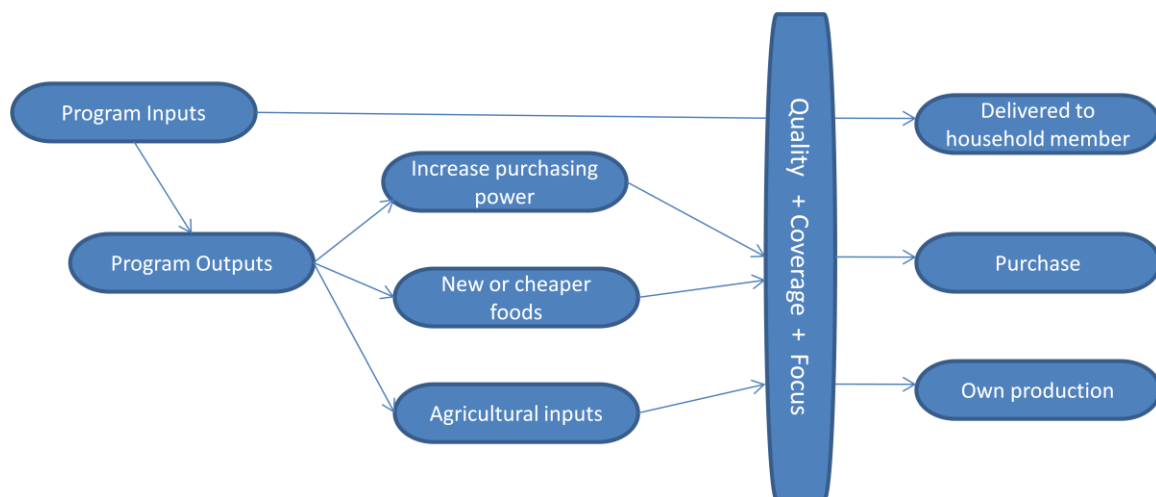 Program Inputs
Delivered to
household member
Increase purchasing
power
Program Outputs
Purchase
New or cheaper
foods
Agricultural inputs
Own production
Quality + Coverage + Focus